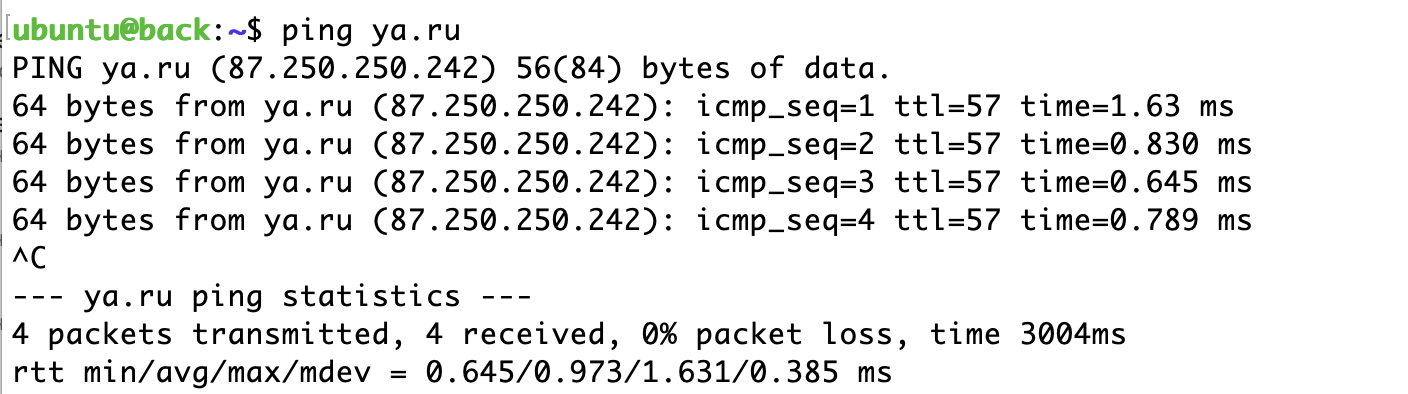 ubuntu@back:~$ ping ya.ru
PING ya.ru (87.250.250.242) 56(84) bytes of data.
64 bytes from ya.ru (87.250.250.242): icmp_seq=1 ttl=57 time=1.63 ms
64 bytes from ya.ru (87.250.250.242): icmp_seq=2 ttl=57 time=0.830 ms
64 bytes from ya.ru (87.250.250.242): icmp_seq=3 ttl=57 time=0.645 ms
64 bytes from ya.ru (87.250.250.242): icmp_seq=4 ttl=57 time=0.789 ms
^C
--- ya.ru ping statistics ---
4 packets transmitted, 4 received, 0% packet loss, time 3004ms
rtt min/avg/max/mdev = 0.645/0.973/1.631/0.385 ms